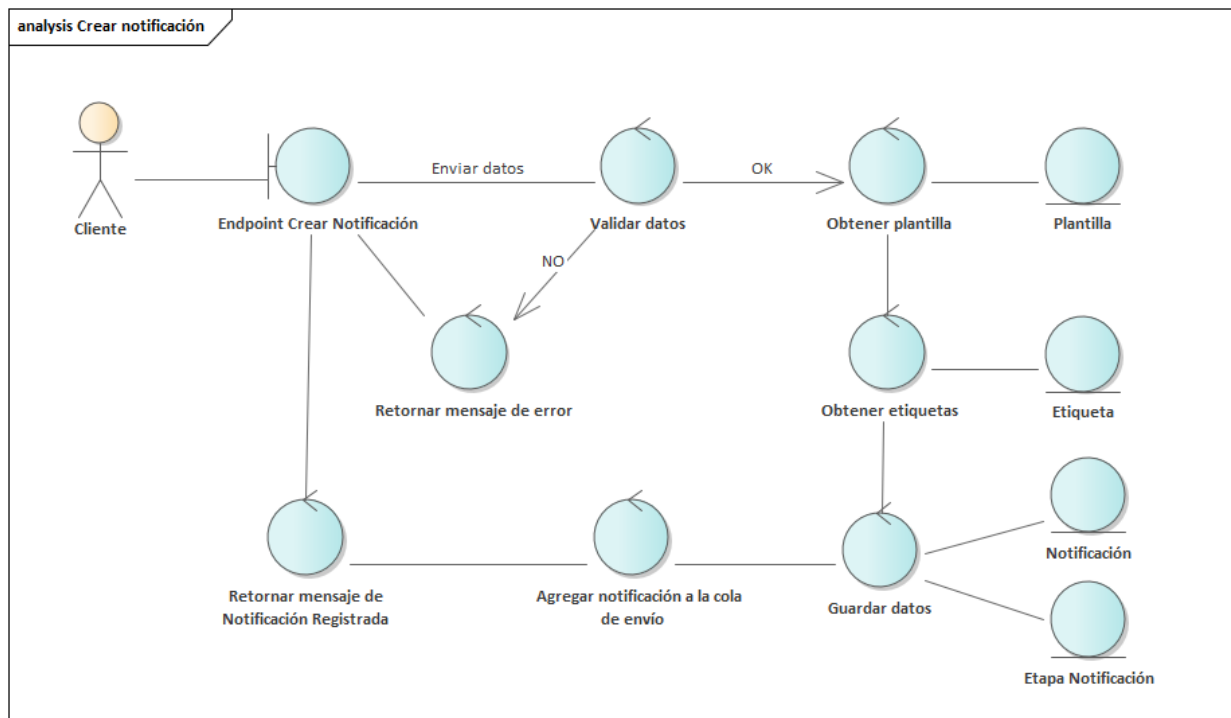 analysis Crear notificación
Enviar datos
OK
Cliente
Endpoint Crear Notificación
Validar datos
Obtener plantilla
Plantilla
NO
Retornar mensaje de error
Obtener etiquetas
Etiqueta
Notificación
Retornar mensaje de
Notificación Registrada
Agregar notificación a la cola
de envío
Guardar datos
Etapa Notificación